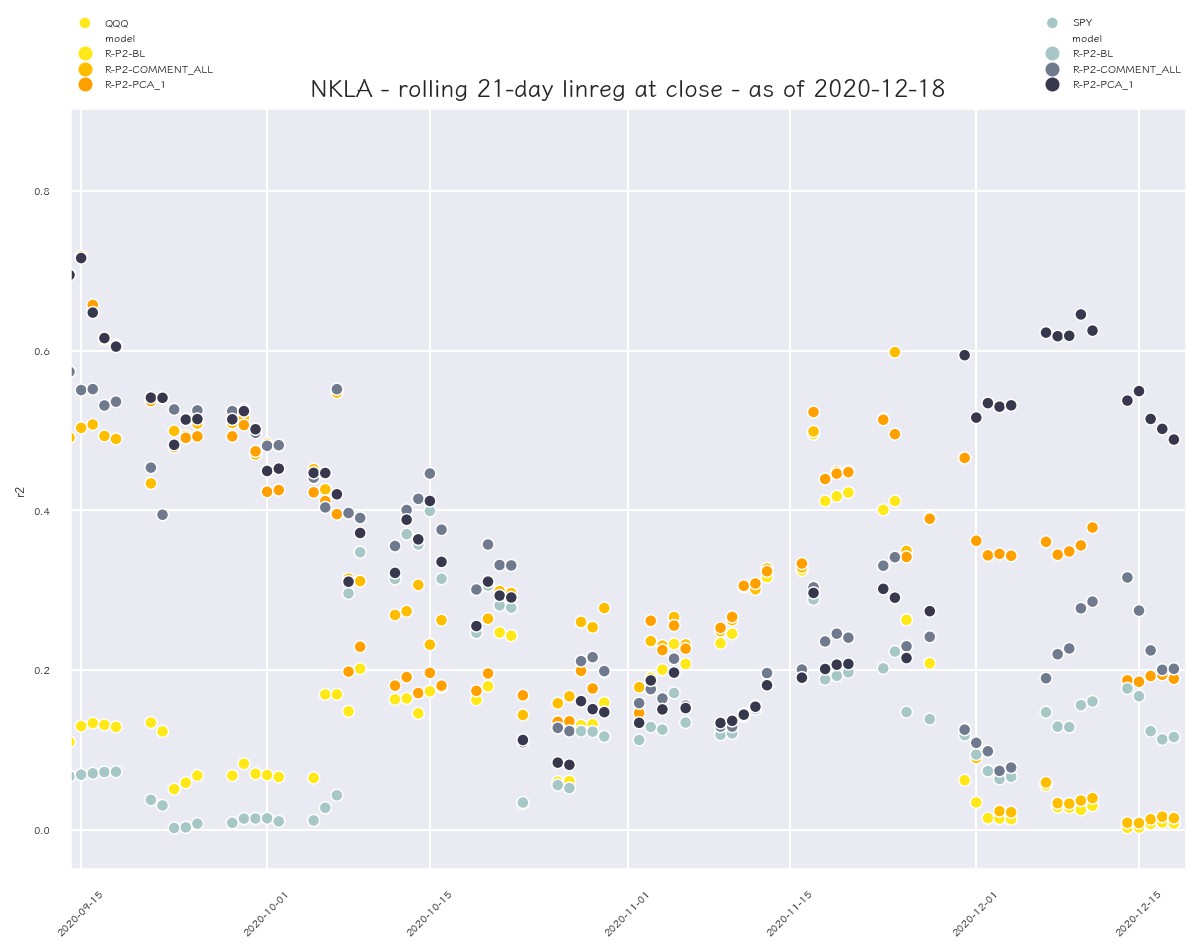 QQQ
model
R-P2-BL
R-P2-COMMENT_ALL
R-P2-PCA_1
SPY
model
R-P2-BL
R-P2-COMMENT_ALL
R-P2-PCA_1
NKLA - rolling 21-day linreg at close - as of 2020-12-18
r2
0.8
0.6
0.4
0.2
0.0
2020-09-15
2020-10-01
2020-10-15
2020-11-01
2020-11-15
2020-12-01
2020-12-15